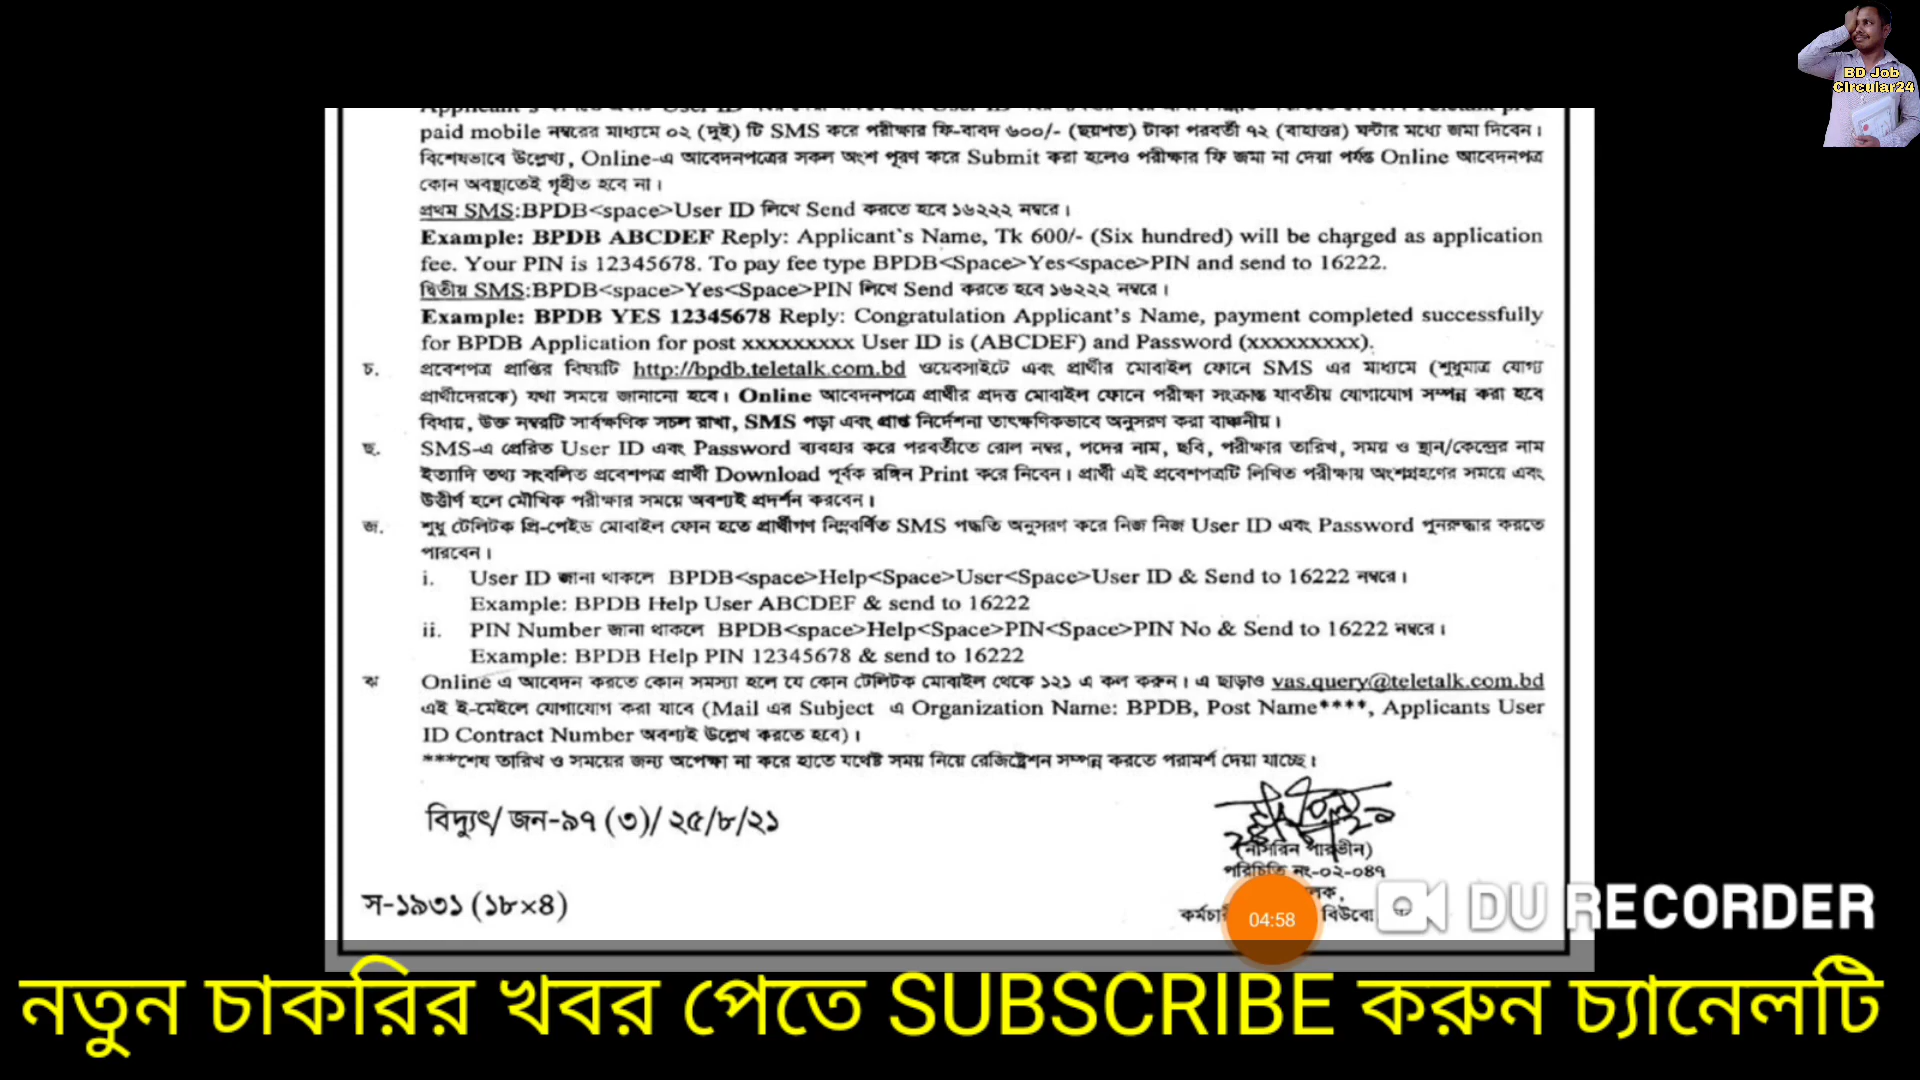 BD Job
Circular24
Applicant's User ID
paid mobile নম্বরের মাধ্যমে ০২ (দুই) টি SMS করে পরীক্ষার ফি-বাবদ ৬০০/- (ছয়শত) টাকা পরবর্তী ৭২ (বাহাত্তর) ঘন্টার মধ্যে জমা দিবেন।
বিশেষভাবে উল্লেখ্য, Online-এ আবেদনপত্রের সকল অংশ পূরণ করে Submit করা হলেও পরীক্ষার ফি জমা না দেয়া পর্যন্ত Online আবেদনপত্র
কোন অবস্থাতেই গৃহীত হবে না।
প্রথম SMS:BPDB<space>User ID লিখে Send করতে হবে ১৬২২২ নম্বরে।
Example: BPDB ABCDEF Reply: Applicant`s Name, Tk 600/- (Six hundred) will be charged as application
fee. Your PIN is 12345678. To pay fee type BPDB<Space>Yes<space>PIN and send to 16222.
দ্বিতীয় SMS:BPDB<space>Yes<Space>PIN লিখে Send করতে হবে ১৬২২২ নম্বরে।
Example: BPDB YES 12345678 Reply: Congratulation Applicant's Name, payment completed successfully
for BPDB Application for post xxxxxxxxx User ID is (ABCDEF) and Password (xxxxxxxxx).
চ. প্রবেশপত্র প্রাপ্তির বিষয়টি http://bpdb.teletalk.com.bd ওয়েবসাইটে এবং প্রার্থীর মোবাইল ফোনে SMS এর মাধ্যমে (শুধুমাত্র যোগ্য
প্রার্থীদেরকে) যথা সময়ে জানানো হবে। Online আবেদনপত্রে প্রার্থীর প্রদত্ত মোবাইল ফোনে পরীক্ষা সংক্রান্ত যাবতীয় যোগাযোগ সম্পন্ন করা হবে
বিধায়, উক্ত নম্বরটি সার্বক্ষণিক সচল রাখা, SMS পড়া এবং প্রাপ্ত নির্দেশনা তাৎক্ষণিকভাবে অনুসরণ করা বাঞ্চনীয়।
ছ. SMS-এ প্রেরিত User ID এবং Password ব্যবহার করে পরবর্তীতে রোল নম্বর, পদের নাম, ছবি, পরীক্ষার তারিখ, সময় ও স্থান/কেন্দ্রের নাম
ইত্যাদি তথ্য সংবলিত প্রবেশপত্র প্রার্থী Download পূর্বক রঙ্গিন Print করে নিবেন। প্রার্থী এই প্রবেশপত্রটি লিখিত পরীক্ষায় অংশগ্রহণের সময়ে এবং
উত্তীর্ণ হলে মৌখিক পরীক্ষার সময়ে অবশ্যই প্রদর্শন করবেন।
জ. শুধু টেলিটক প্রি-পেইড মোবাইল ফোন হতে প্রার্থীগণ নিম্নবর্ণিত SMS পদ্ধতি অনুসরণ করে নিজ নিজ User ID এবং Password পুনরুদ্ধার করতে
পারবেন।
i. User ID জানা থাকলে BPDB<space>Help<Space>User<Space>User ID & Send to 16222 নম্বরে।
Example: BPDB Help User ABCDEF & send to 16222
ii. PIN Number জানা থাকলে BPDB<space>Help<Space>PIN<Space>PIN No & Send to 16222 নম্বরে।
Example: BPDB Help PIN 12345678 & send to 16222
ঝ Online এ আবেদন করতে কোন সমস্যা হলে যে কোন টেলিটক মোবাইল থেকে ১২১ এ কল করুন। এ ছাড়াও vas.query@teletalk.com.bd
এই ই-মেইলে যোগাযোগ করা যাবে (Mail এর Subject এ Organization Name: BPDB, Post Name****, Applicants User
ID Contract Number অবশ্যই উল্লেখ করতে হবে)।
***শেষ তারিখ ও সময়ের জন্য অপেক্ষা না করে হাতে যথেষ্ট সময় নিয়ে রেজিষ্ট্রেশন সম্পন্ন করতে পরামর্শ দেয়া যাচ্ছে।
বিদ্যুৎ/ জন-৯৭ (৩)/ ২৫/৮/২১
(নাসরিন পারভীন)
পরিচিতি নং-০২-০৪৭
স-১৯৩১ (১৮×৪)
বিউবো
04:58
DU RECORDER
নতুন চাকরির খবর পেতে SUBSCRIBE করুন চ্যানেলটি